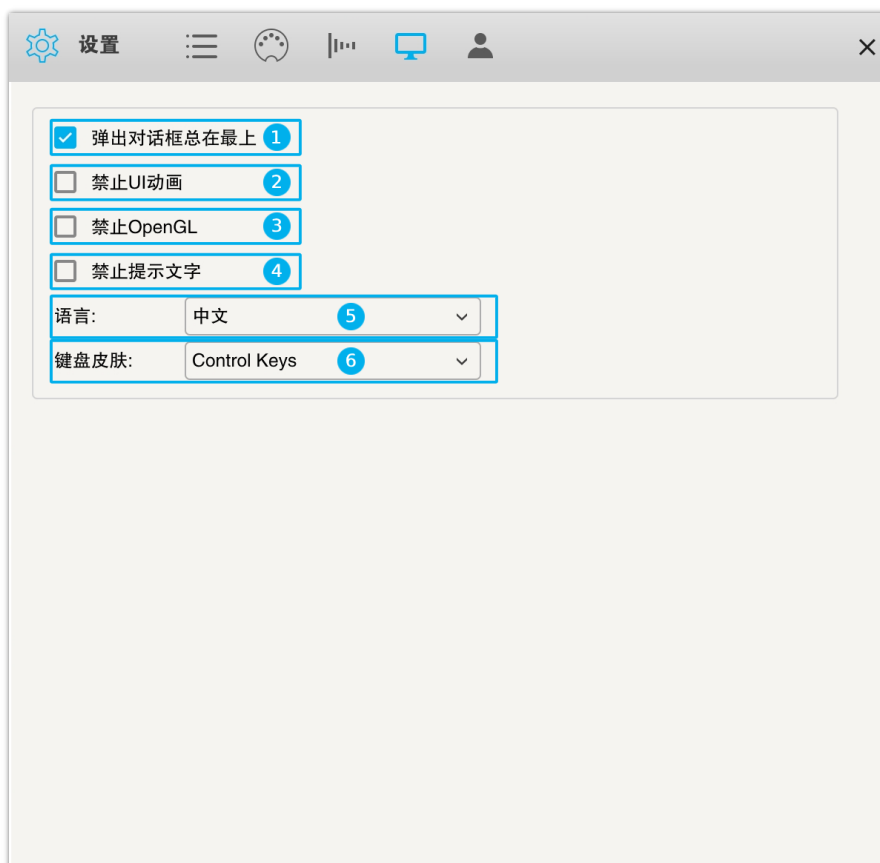 设置
弹出对话框总在最上 1
禁止UI动画 2
禁止OpenGL 3
禁止提示文字 4
语言: 中文 5
键盘皮肤: Control Keys 6